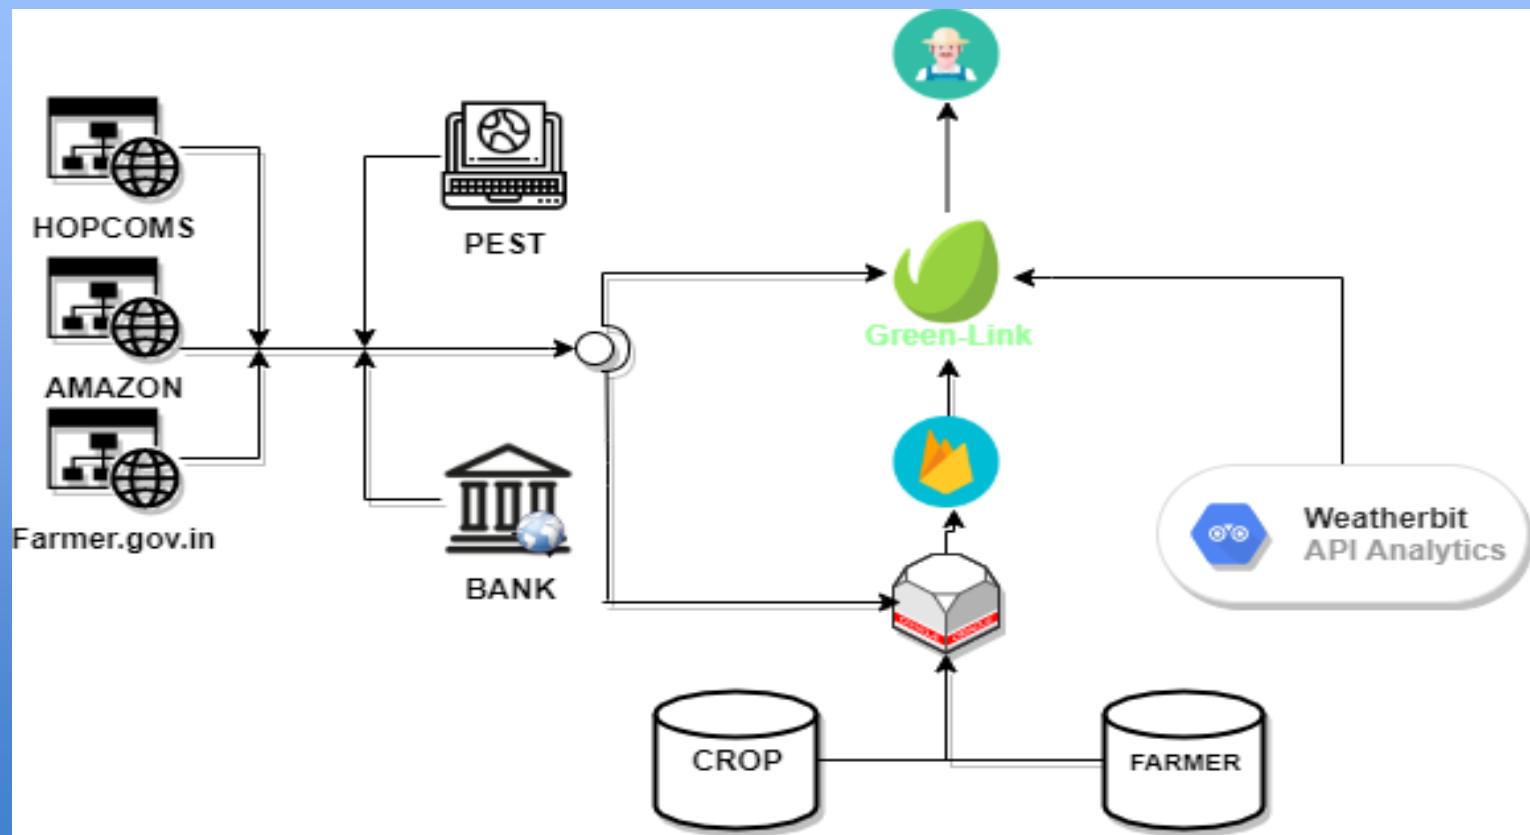 HOPCOMS
PEST
AMAZON
Green-Link
Farmer.gov.in
BANK
Weatherbit
API Analytics
CROP
FARMER